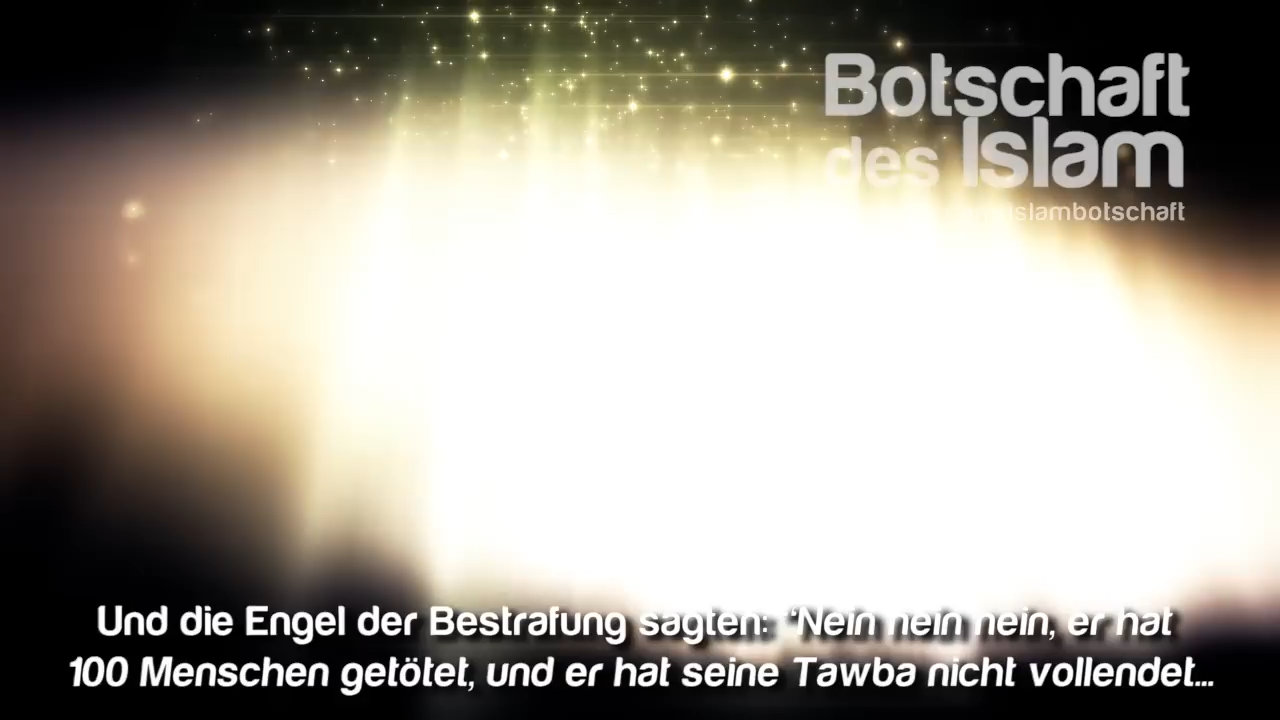 Botschaft
des Islam
islambotschaft
Und die Engel der Bestrafung sagten: "Nein nein nein, er hat
100 Menschen getötet, und er hat seine Tawba nicht vollendet...